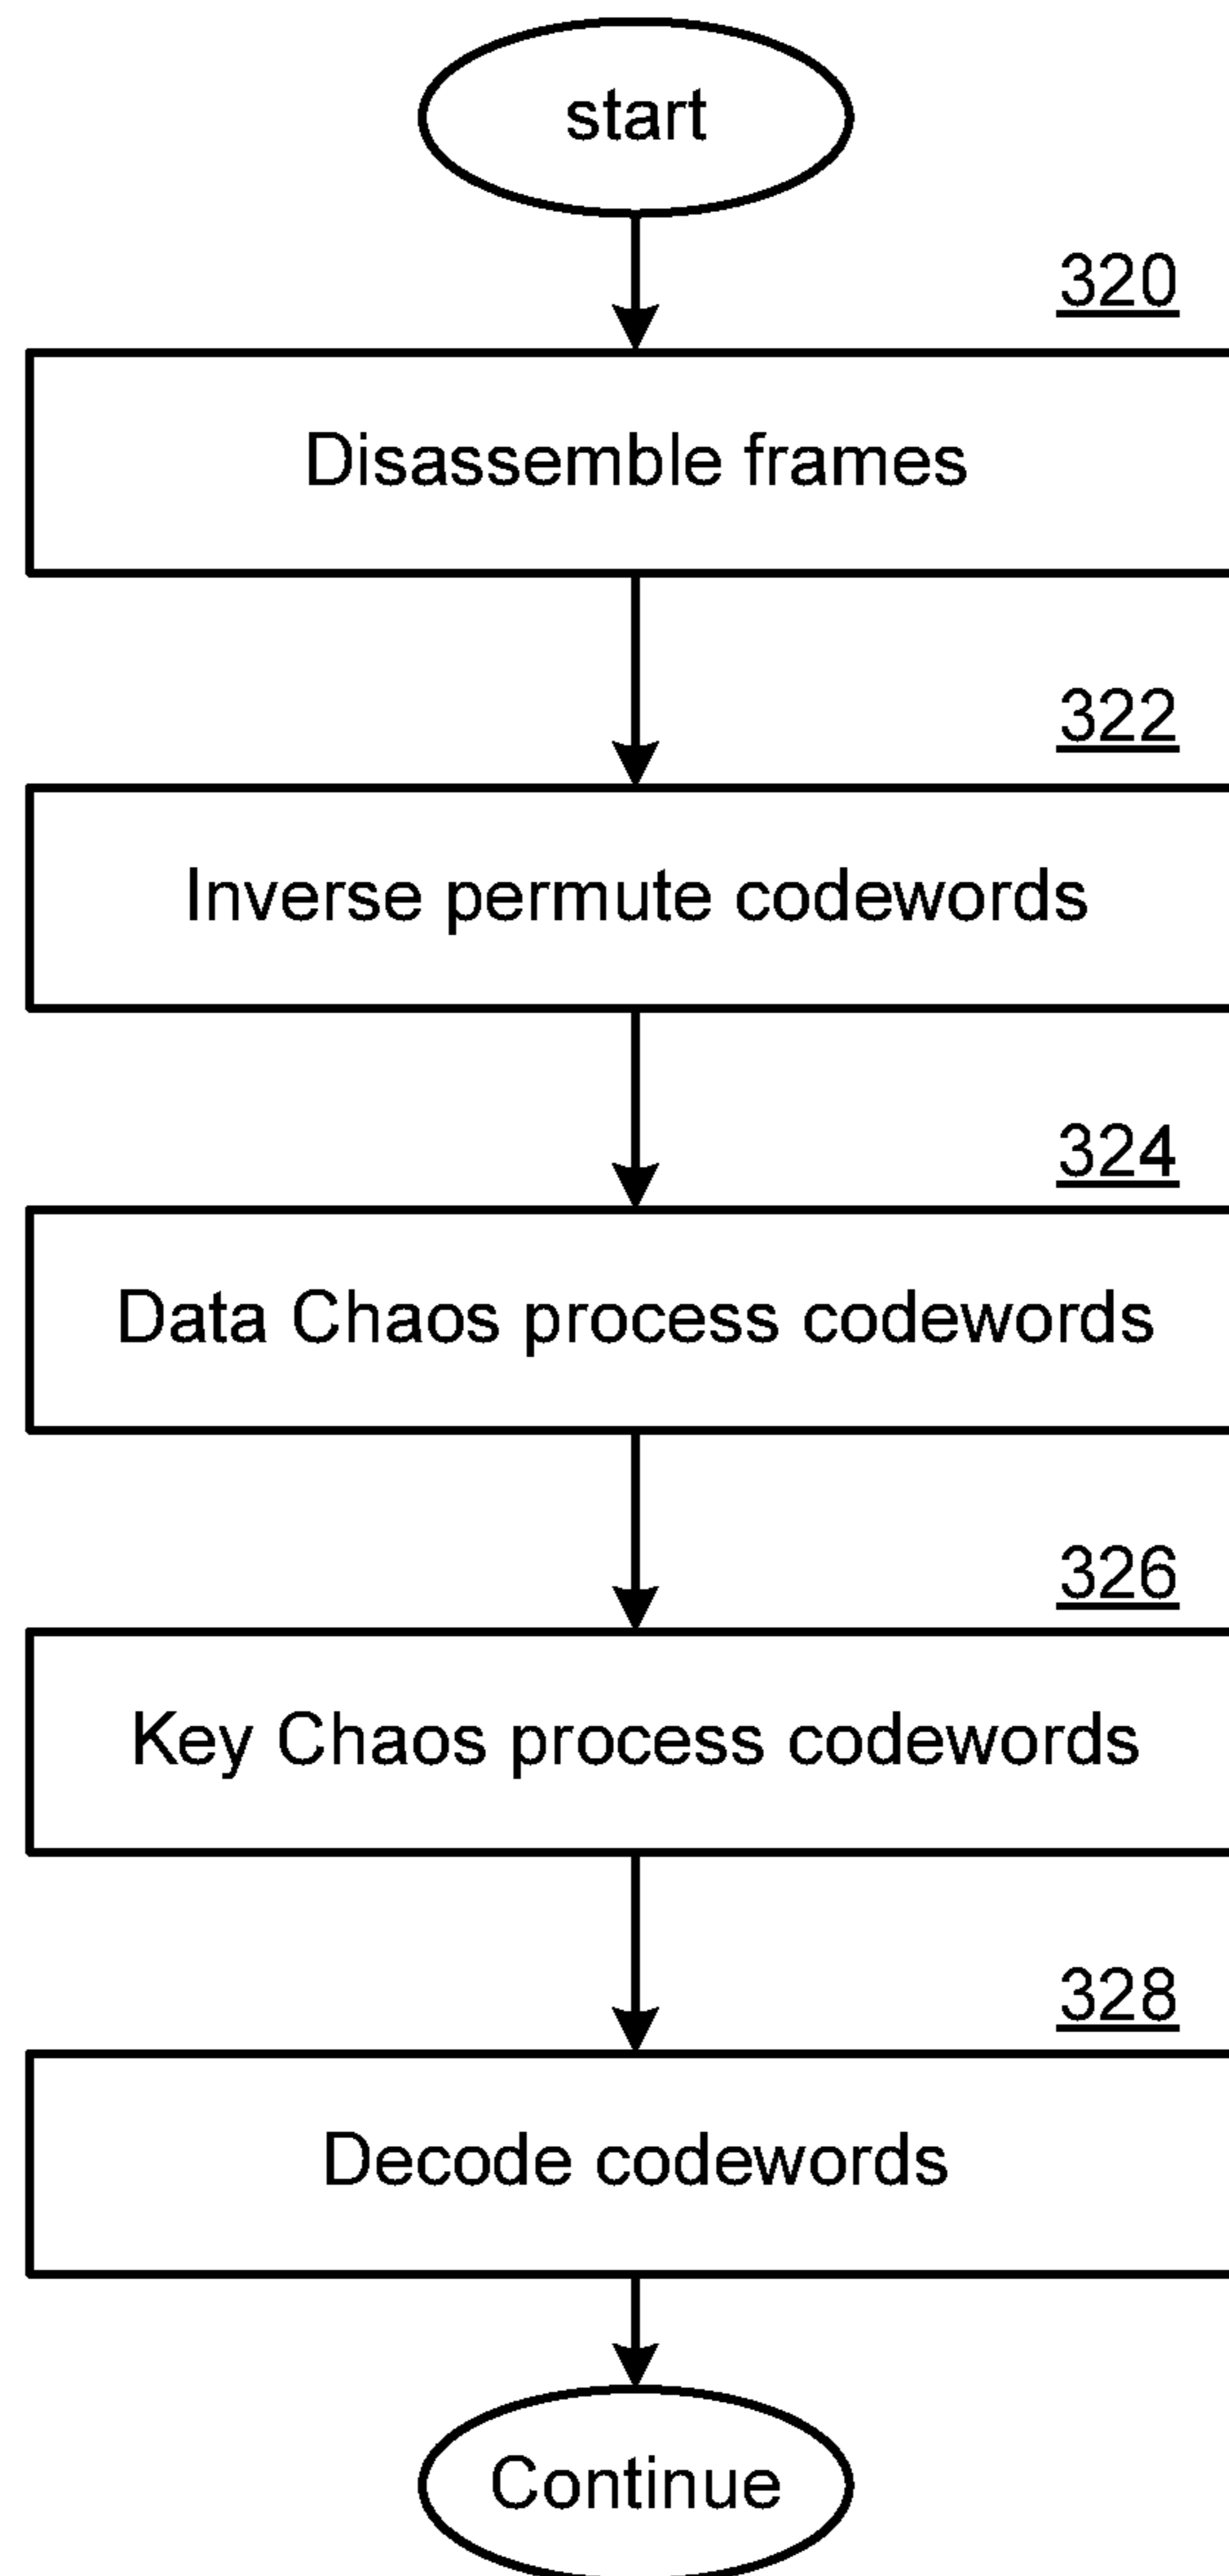 start
320
Disassemble frames
322
Inverse permute codewords
324
Data Chaos process codewords
326
Key Chaos process codewords
328
Decode codewords
Continue